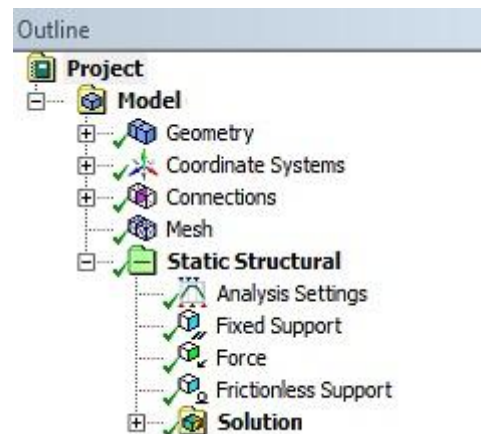 Outline
Project
Model
Geometry
Coordinate Systems
Connections
Mesh
Static Structural
Analysis Settings
Fixed Support
Force
Frictionless Support
Solution